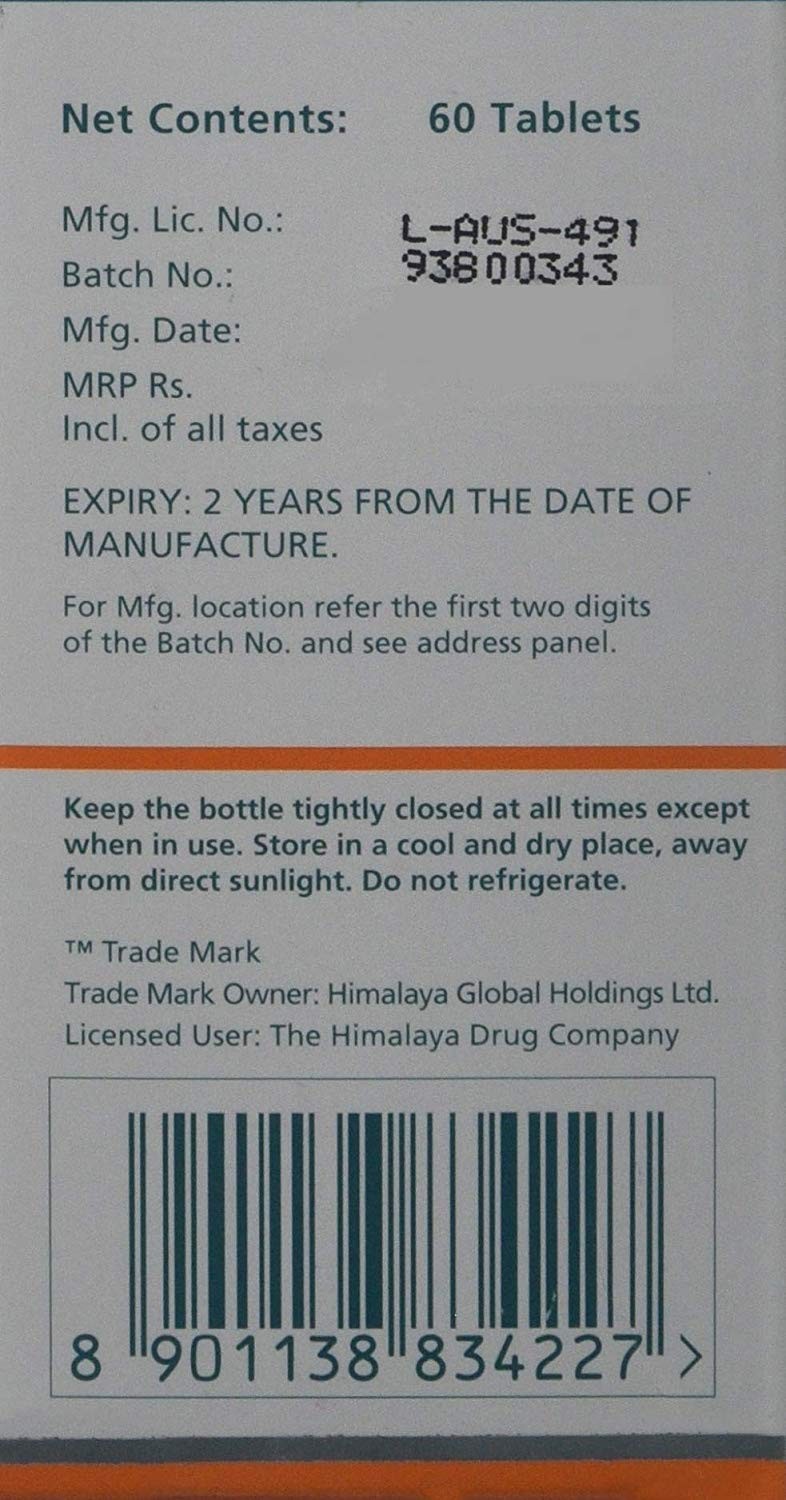 Net Contents: 60 Tablets
Mfg. Lic. No.: L-AUS-491
Batch No.: 93800343
Mfg. Date:
MRP Rs.
Incl. of all taxes
EXPIRY: 2 YEARS FROM THE DATE OF
MANUFACTURE.
For Mfg. location refer the first two digits
of the Batch No. and see address panel.
Keep the bottle tightly closed at all times except
when in use. Store in a cool and dry place, away
from direct sunlight. Do not refrigerate.
™ Trade Mark
Trade Mark Owner: Himalaya Global Holdings Ltd.
Licensed User: The Himalaya Drug Company
8 901138 834227 >